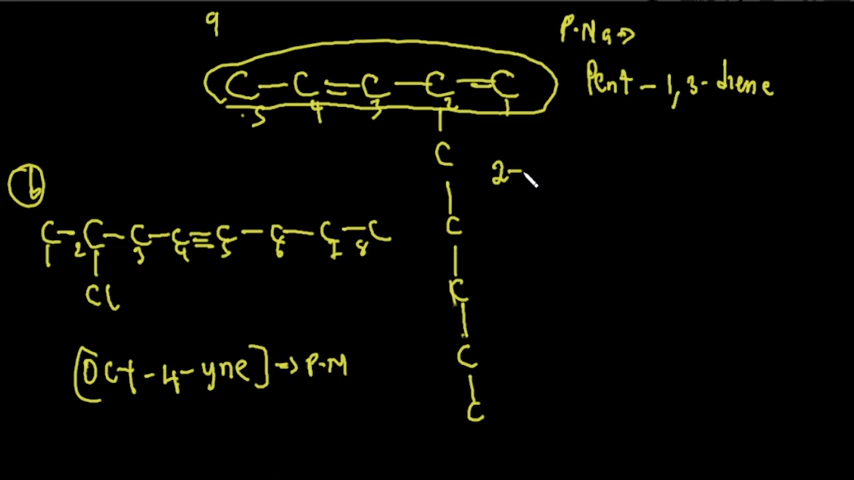 9
P.Na⇒
Pent - 1,3-diene
C-C=C-C=C
5 4 3 2 1
C
2-
b
C
C-C-C-C≡C-C-C-C
1 2 3 4 5 6 7 8
Cl
C
C
[Oct-4-yne]⇒P.N
C